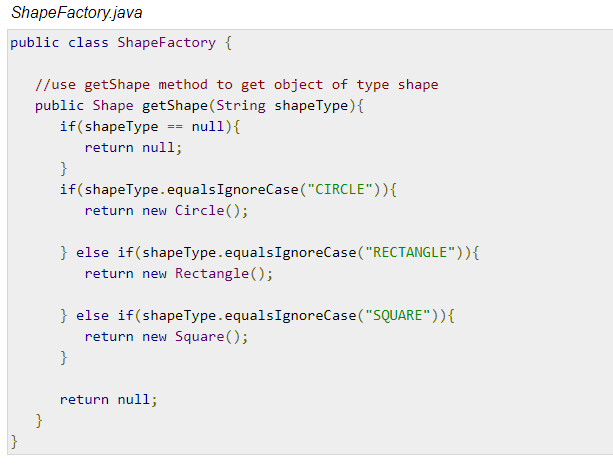 ShapeFactory.java
public class ShapeFactory {
//use getShape method to get object of type shape
public Shape getShape(String shapeType){
if(shapeType == null){
return null;
}
if(shapeType.equalsIgnoreCase("CIRCLE")){
return new Circle();
} else if(shapeType.equalsIgnoreCase("RECTANGLE")){
return new Rectangle();
} else if(shapeType.equalsIgnoreCase("SQUARE")){
return new Square();
}
return null;
}
}